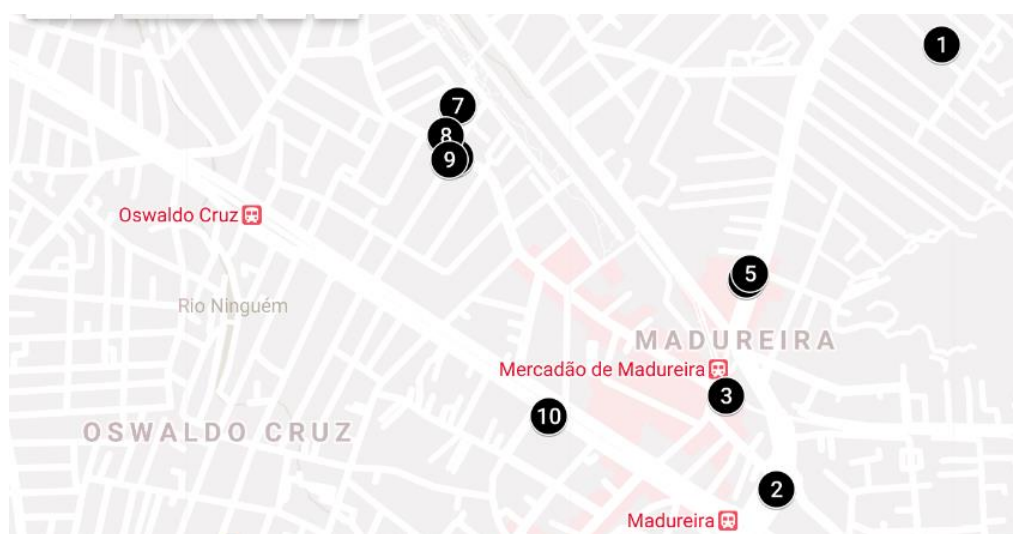 1
7
8
9
Oswaldo Cruz
5
Rio Ninguém
MADUREIRA
Mercadão de Madureira
3
10
OSWALDO CRUZ
2
Madureira